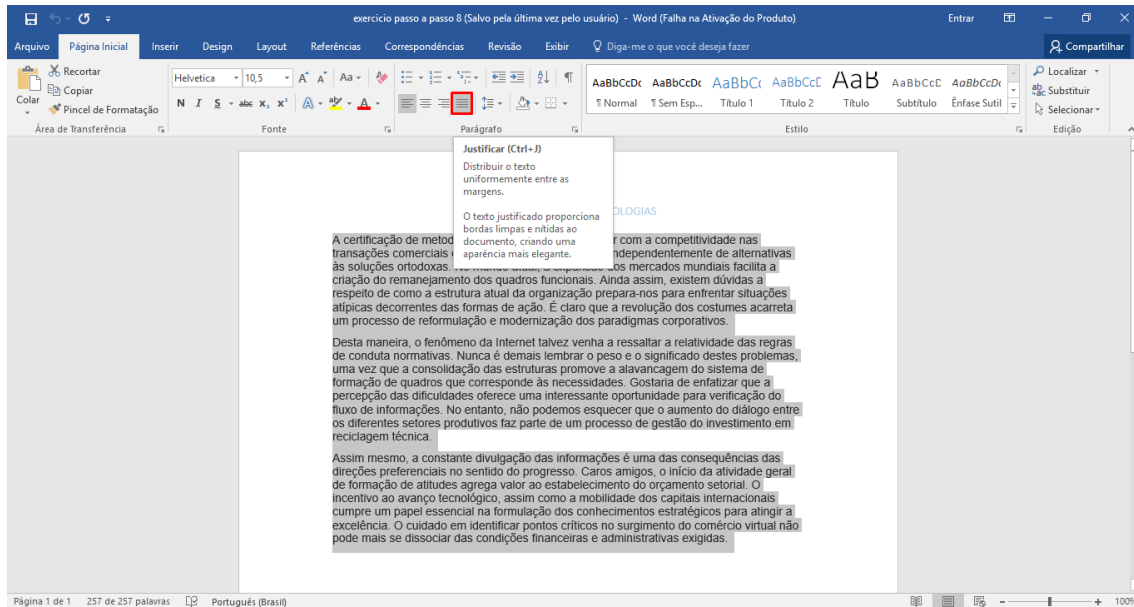 exercicio passo a passo 8 (Salvo pela última vez pelo usuário) - Word (Falha na Ativação do Produto)
Entrar
Arquivo Página Inicial Inserir Design Layout Referências Correspondências Revisão Exibir Diga-me o que você deseja fazer Compartilhar
Colar
Recortar
Copiar
Pincel de Formatação
Área de Transferência
Helvetica 10,5
N I S abc x₂ x²
Fonte
Parágrafo
AaBbCcDc AaBbCcDc AaBbCc AaBbCcC AaB AaBbCcC AaBbCcDc
¶ Normal ¶ Sem Esp... Título 1 Título 2 Título Subtítulo Ênfase Sutil
Estilo
Localizar
Substituir
Selecionar
Edição
Justificar (Ctrl+J)
Distribuir o texto
uniformemente entre as
margens.
O texto justificado proporciona
bordas limpas e nítidas ao
documento, criando uma
aparência mais elegante.
OLOGIAS
A certificação de metod r com a competitividade nas
transações comerciais ndependentemente de alternativas
às soluções ortodoxas. No mundo atual, a expansão dos mercados mundiais facilita a
criação do remanejamento dos quadros funcionais. Ainda assim, existem dúvidas a
respeito de como a estrutura atual da organização prepara-nos para enfrentar situações
atípicas decorrentes das formas de ação. É claro que a revolução dos costumes acarreta
um processo de reformulação e modernização dos paradigmas corporativos.
Desta maneira, o fenômeno da Internet talvez venha a ressaltar a relatividade das regras
de conduta normativas. Nunca é demais lembrar o peso e o significado destes problemas,
uma vez que a consolidação das estruturas promove a alavancagem do sistema de
formação de quadros que corresponde às necessidades. Gostaria de enfatizar que a
percepção das dificuldades oferece uma interessante oportunidade para verificação do
fluxo de informações. No entanto, não podemos esquecer que o aumento do diálogo entre
os diferentes setores produtivos faz parte de um processo de gestão do investimento em
reciclagem técnica.
Assim mesmo, a constante divulgação das informações é uma das consequências das
direções preferenciais no sentido do progresso. Caros amigos, o início da atividade geral
de formação de atitudes agrega valor ao estabelecimento do orçamento setorial. O
incentivo ao avanço tecnológico, assim como a mobilidade dos capitais internacionais
cumpre um papel essencial na formulação dos conhecimentos estratégicos para atingir a
excelência. O cuidado em identificar pontos críticos no surgimento do comércio virtual não
pode mais se dissociar das condições financeiras e administrativas exigidas.
Página 1 de 1 257 de 257 palavras Português (Brasil) 100%